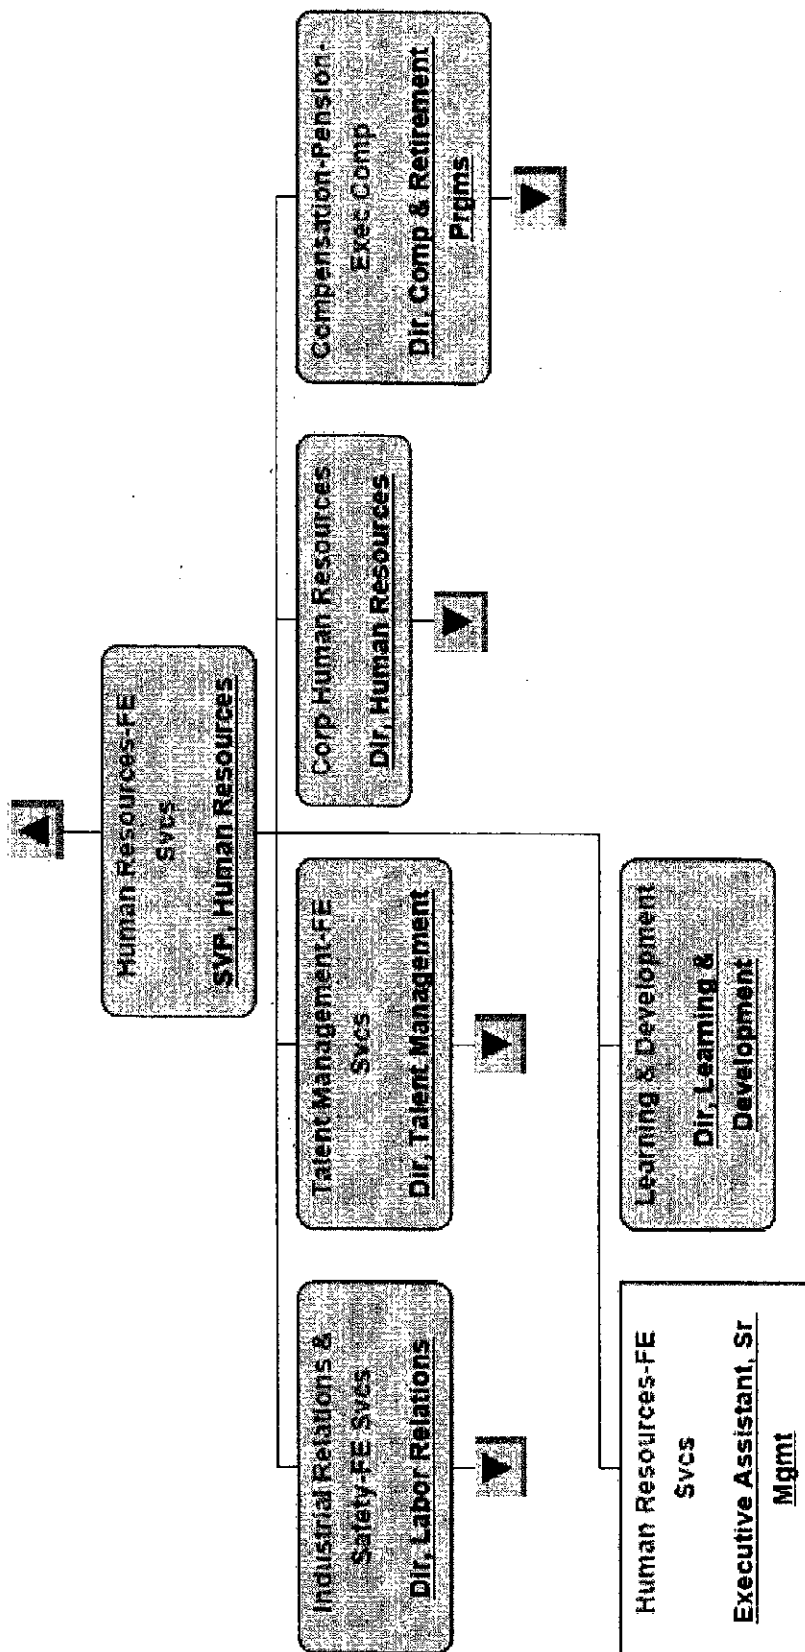 Human Resources-FE
Svcs
SVP, Human Resources
Industrial Relations &
Safety-FE Svcs
Dir, Labor Relations
Talent Management-FE
Svcs
Dir, Talent Management
Corp Human Resources
Dir, Human Resources
Compensation-Pension-
Exec Comp
Dir, Comp & Retirement
Prgms
Human Resources-FE
Svcs
Executive Assistant, Sr
Mgmt
Learning & Development
Dir, Learning &
Development